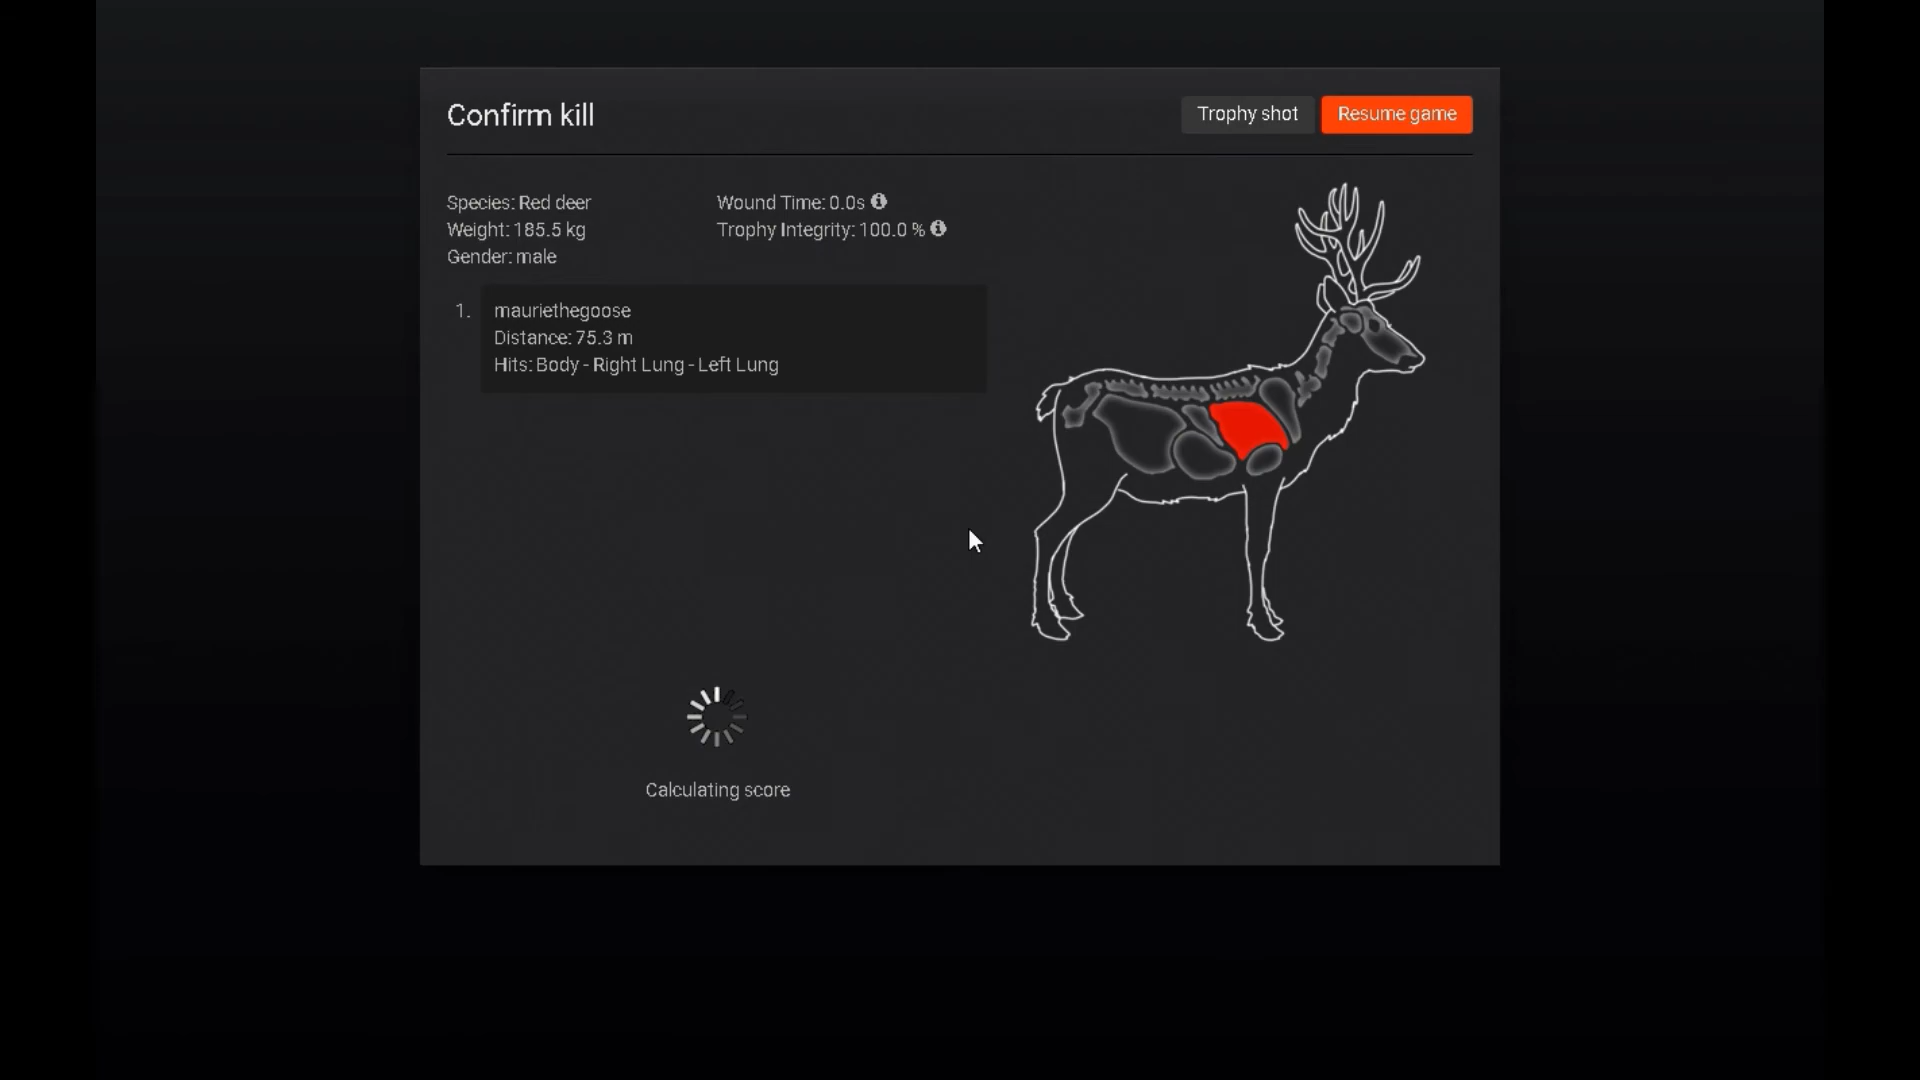 Confirm kill
Trophy shot
Resume game
Species: Red deer
Weight: 185.5 kg
Gender: male
Wound Time: 0.0s
Trophy Integrity: 100.0 %
1.
mauriethegoose
Distance: 75.3 m
Hits: Body - Right Lung - Left Lung
Calculating score